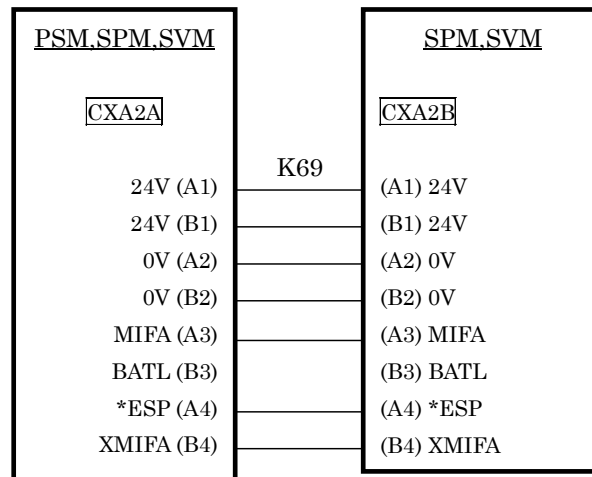 PSM,SPM,SVM
SPM,SVM
CXA2A
CXA2B
K69
24V (A1)
(A1) 24V
24V (B1)
(B1) 24V
0V (A2)
(A2) 0V
0V (B2)
(B2) 0V
MIFA (A3)
(A3) MIFA
BATL (B3)
(B3) BATL
*ESP (A4)
(A4) *ESP
XMIFA (B4)
(B4) XMIFA